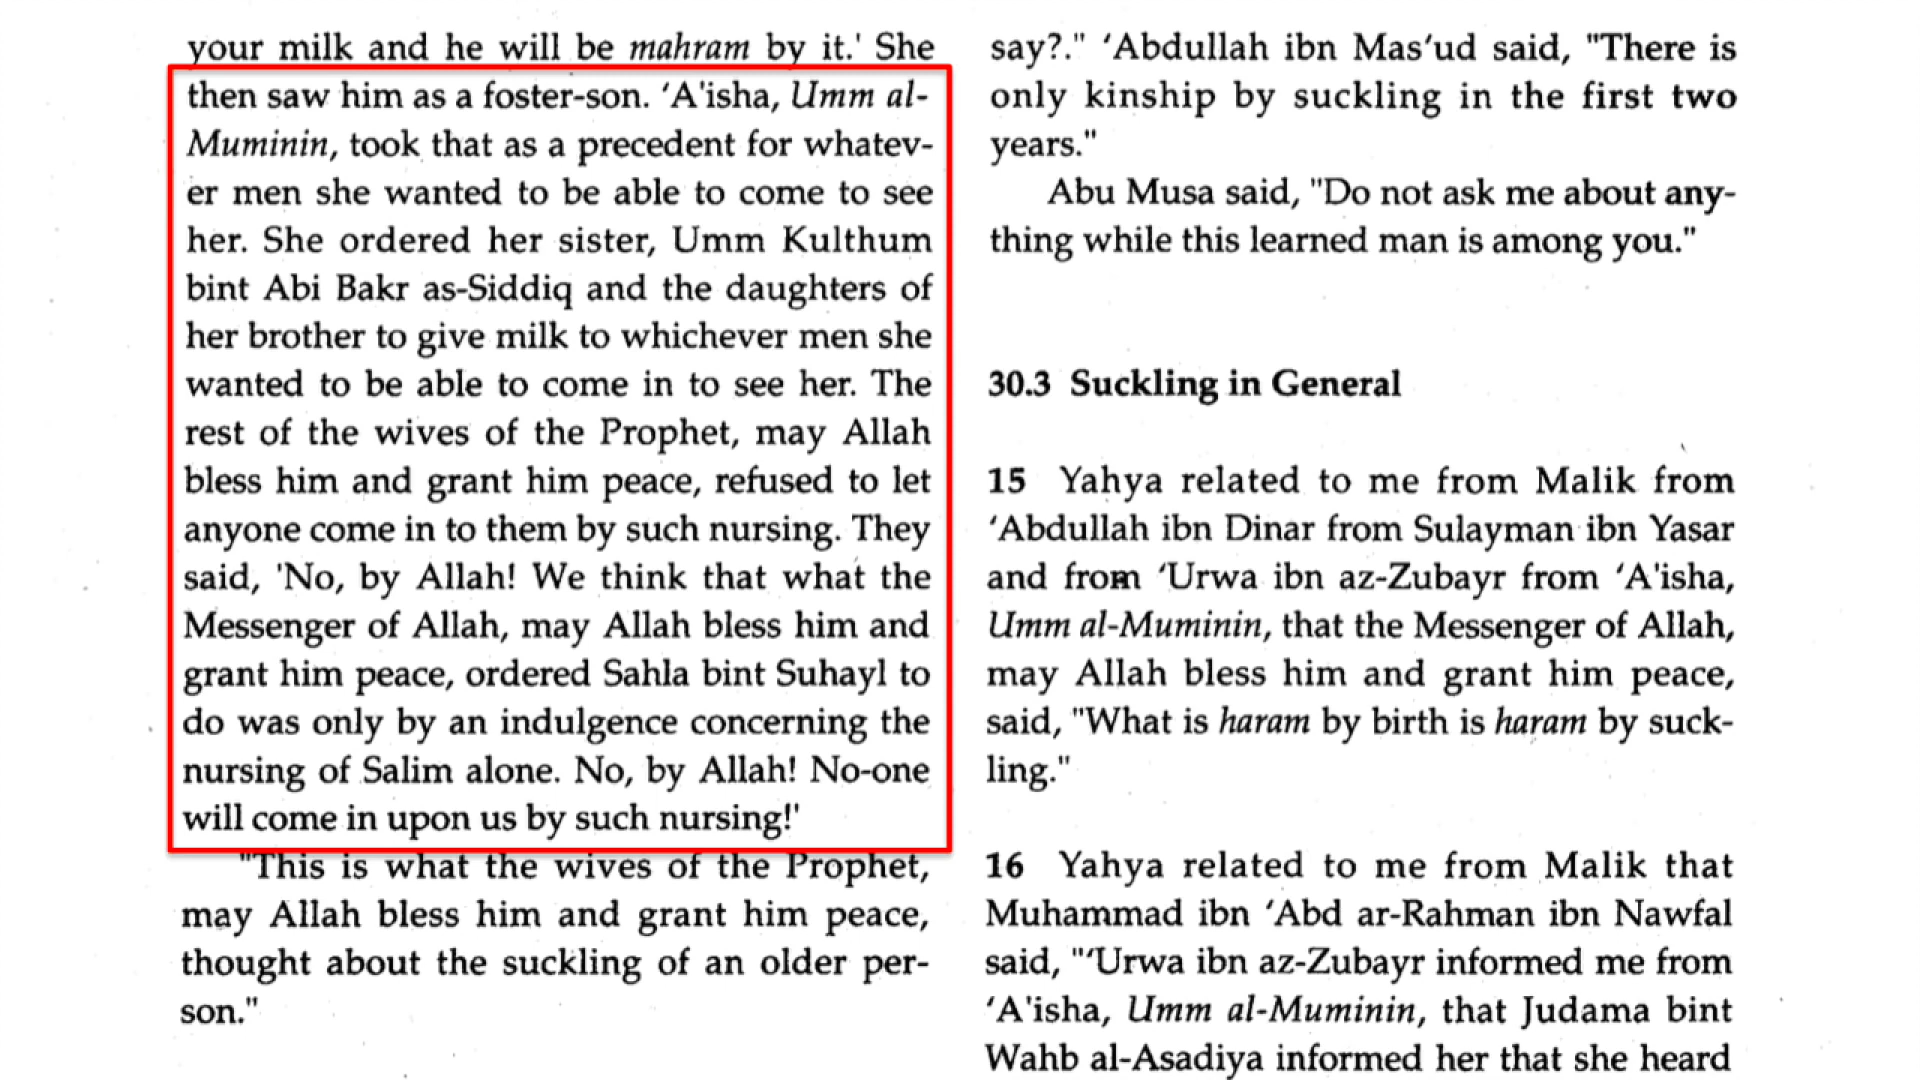 your milk and he will be mahram by it.' She
then saw him as a foster-son. ‘A'isha, Umm al-
Muminin, took that as a precedent for whatev-
er men she wanted to be able to come to see
her. She ordered her sister, Umm Kulthum
bint Abi Bakr as-Siddiq and the daughters of
her brother to give milk to whichever men she
wanted to be able to come in to see her. The
rest of the wives of the Prophet, may Allah
bless him and grant him peace, refused to let
anyone come in to them by such nursing. They
said, 'No, by Allah! We think that what the
Messenger of Allah, may Allah bless him and
grant him peace, ordered Sahla bint Suhayl to
do was only by an indulgence concerning the
nursing of Salim alone. No, by Allah! No-one
will come in upon us by such nursing!'
"This is what the wives of the Prophet,
may Allah bless him and grant him peace,
thought about the suckling of an older per-
son."
say?." ‘Abdullah ibn Mas‘ud said, "There is
only kinship by suckling in the first two
years."
Abu Musa said, "Do not ask me about any-
thing while this learned man is among you."
30.3 Suckling in General
15 Yahya related to me from Malik from
‘Abdullah ibn Dinar from Sulayman ibn Yasar
and from ‘Urwa ibn az-Zubayr from ‘A'isha,
Umm al-Muminin, that the Messenger of Allah,
may Allah bless him and grant him peace,
said, "What is haram by birth is haram by suck-
ling."
16 Yahya related to me from Malik that
Muhammad ibn ‘Abd ar-Rahman ibn Nawfal
said, "‘Urwa ibn az-Zubayr informed me from
‘A'isha, Umm al-Muminin, that Judama bint
Wahb al-Asadiya informed her that she heard